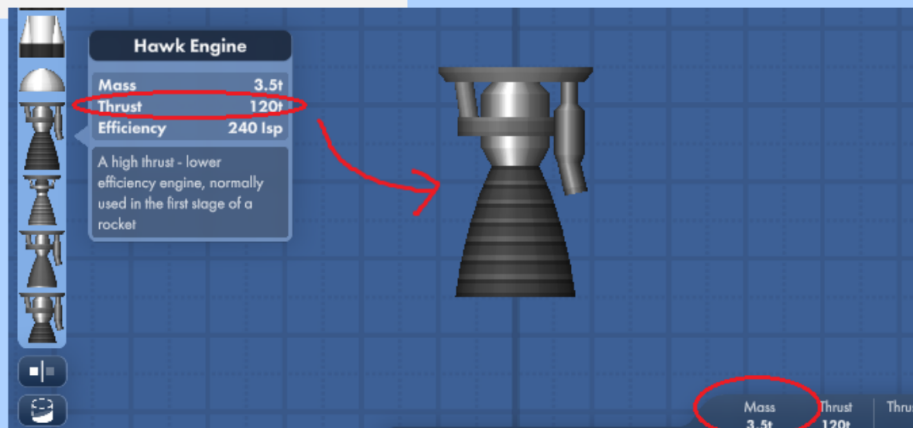 Hawk Engine
Mass 3.5t
Thrust 120t
Efficiency 240 Isp
A high thrust - lower
efficiency engine, normally
used in the first stage of a
rocket
Mass Thrust
3.5t 120t